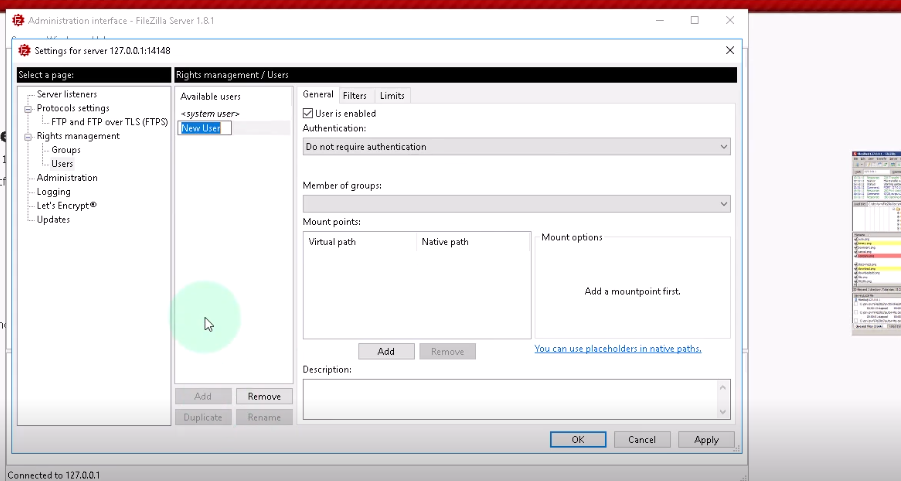 Administration interface - FileZilla Server 1.8.1
Settings for server 127.0.0.1:14148
Select a page:
Rights management / Users
Server listeners
Protocols settings
FTP and FTP over TLS (FTPS)
Rights management
Groups
Users
Administration
Logging
Let's Encrypt®
Updates
Available users
<system user>
New User
Add
Remove
Duplicate
Rename
General
Filters
Limits
User is enabled
Authentication:
Do not require authentication
Member of groups:
Mount points:
Virtual path
Native path
Mount options
Add a mountpoint first.
Add
Remove
You can use placeholders in native paths.
Description:
OK
Cancel
Apply
Connected to 127.0.0.1